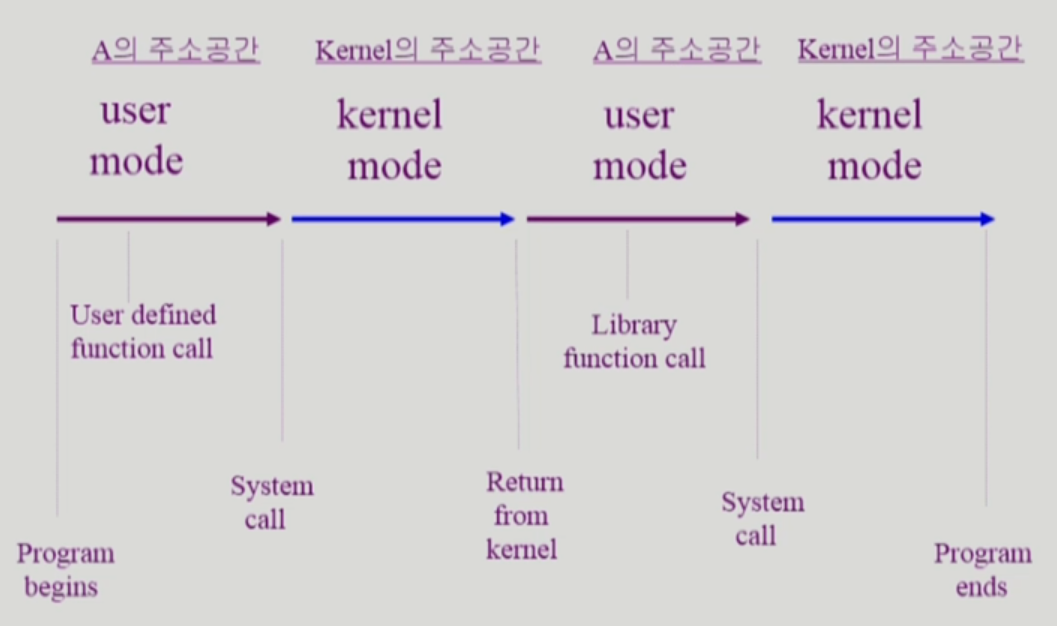 A의 주소공간
Kernel의 주소공간
A의 주소공간
Kernel의 주소공간
user
mode
kernel
mode
user
mode
kernel
mode
User defined
function call
Library
function call
System
call
Return
from
kernel
System
call
Program
begins
Program
ends